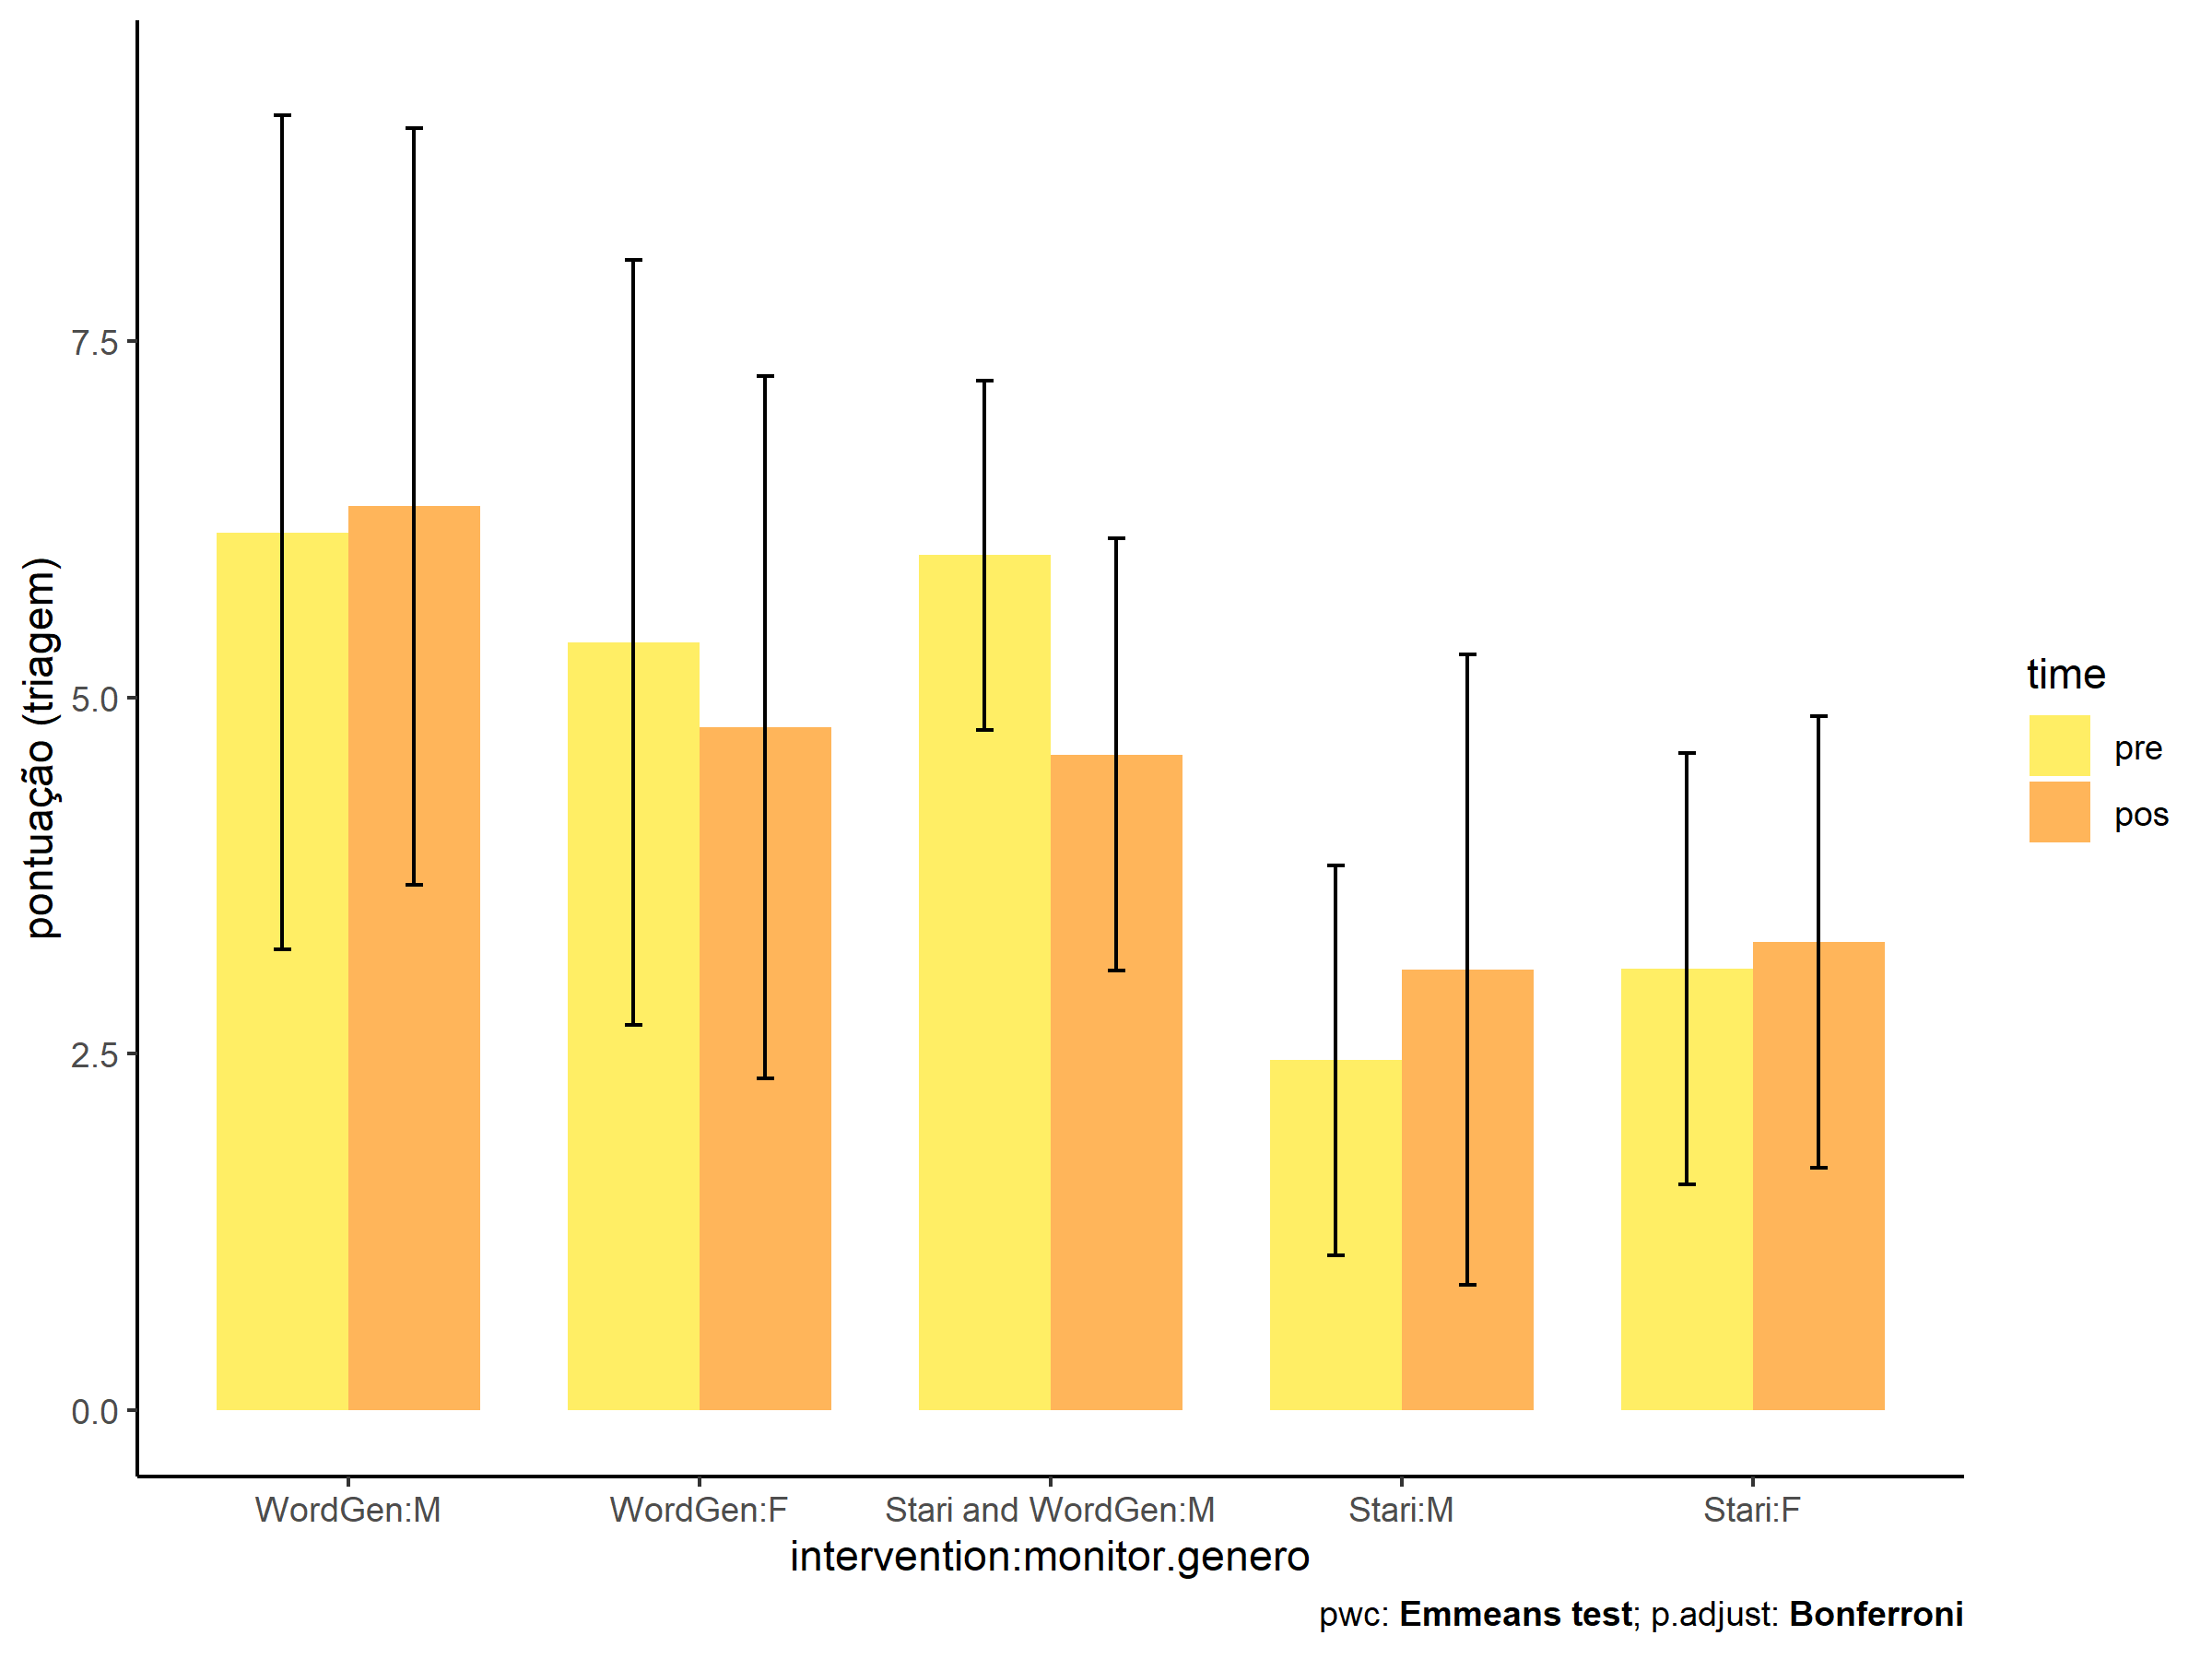 pontuação (triagem)
7.5
5.0
2.5
0.0
WordGen:M
WordGen:F
Stari and WordGen:M
Stari:M
Stari:F
intervention:monitor.genero
pwc: Emmeans test; p.adjust: Bonferroni
time
pre
pos